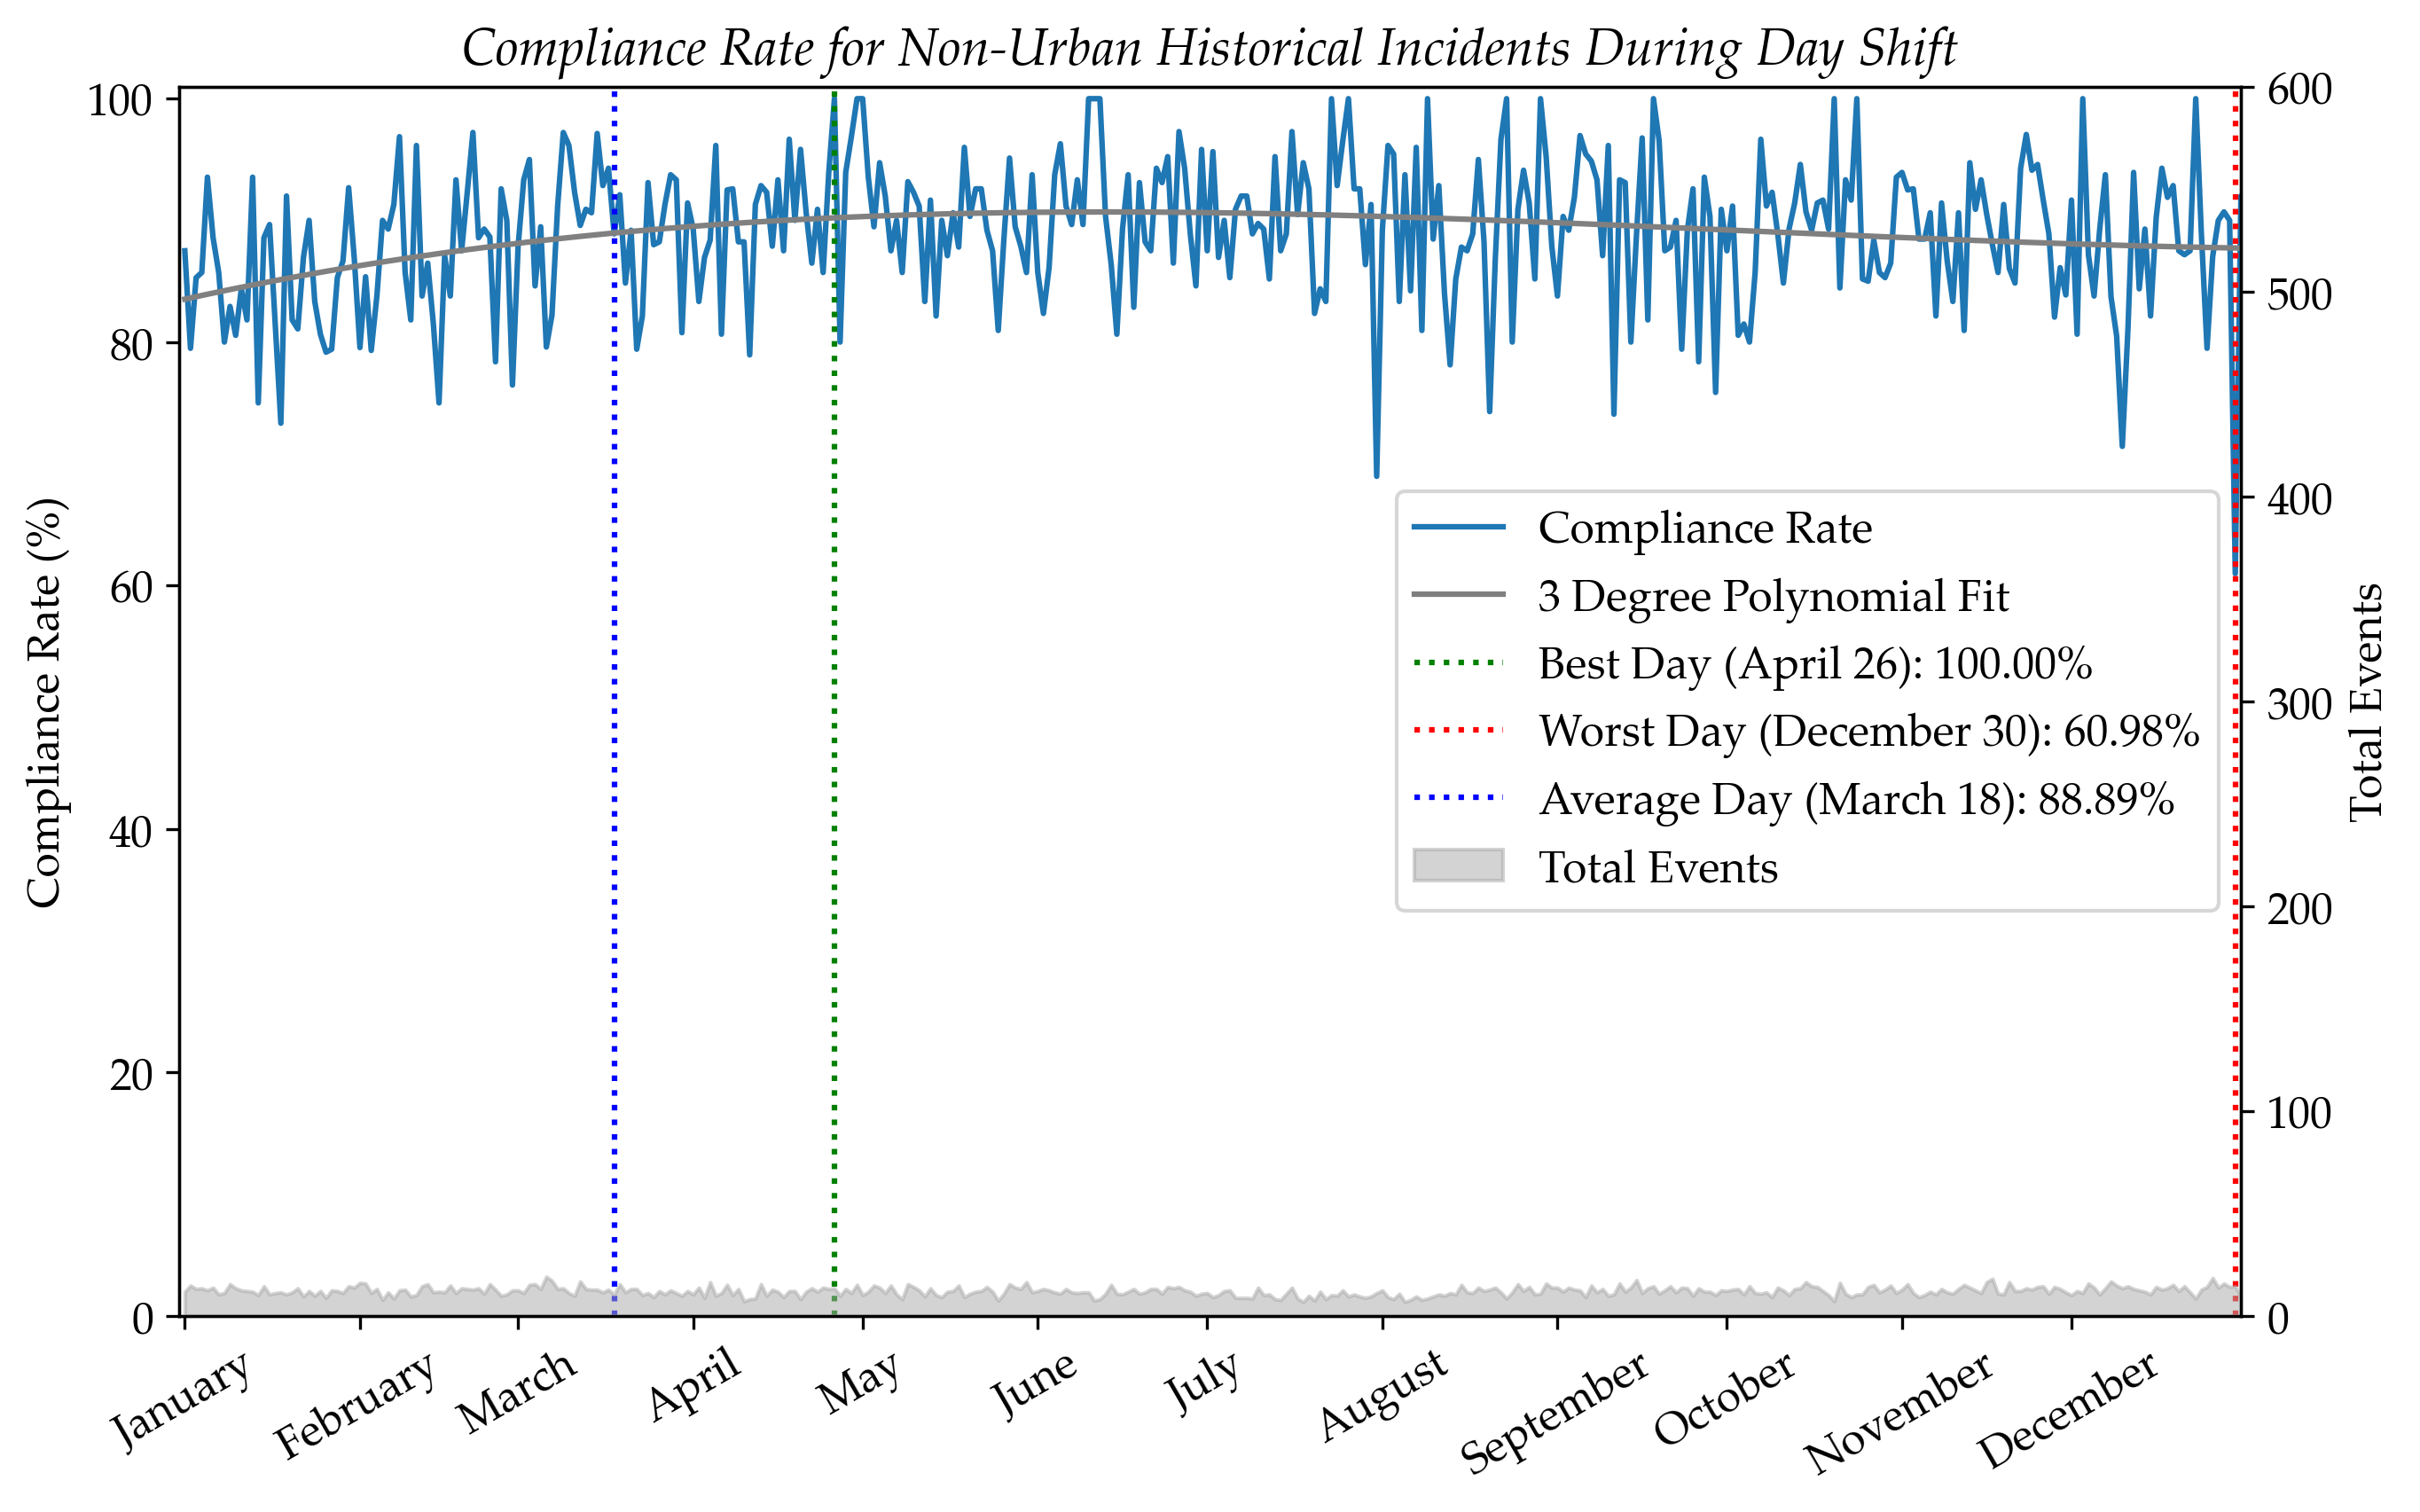 Compliance Rate for Non-Urban Historical Incidents During Day Shift
Compliance Rate (%)
100
80
60
40
20
0
600
500
400
300
200
100
0
Total Events
Compliance Rate
3 Degree Polynomial Fit
Best Day (April 26): 100.00%
Worst Day (December 30): 60.98%
Average Day (March 18): 88.89%
Total Events
January
February
March
April
May
June
July
August
September
October
November
December